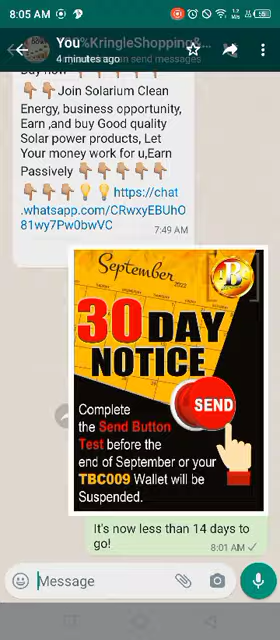 8:05 AM
You
%KringleShopping&...
4 minutes ago
n send messages
Day now
Join Solarium Clean
Energy, business opportunity,
Earn ,and buy Good quality
Solar power products, Let
Your money work for u,Earn
Passively
https://chat
.whatsapp.com/CRwxyEBUhO
81wy7Pw0bwVC
7:49 AM
September
2022
B
30 DAY
NOTICE
SEND
Complete
the Send Button
Test before the
end of September or your
TBC009 Wallet will be
Suspended.
It's now less than 14 days to
go!
8:01 AM
Message